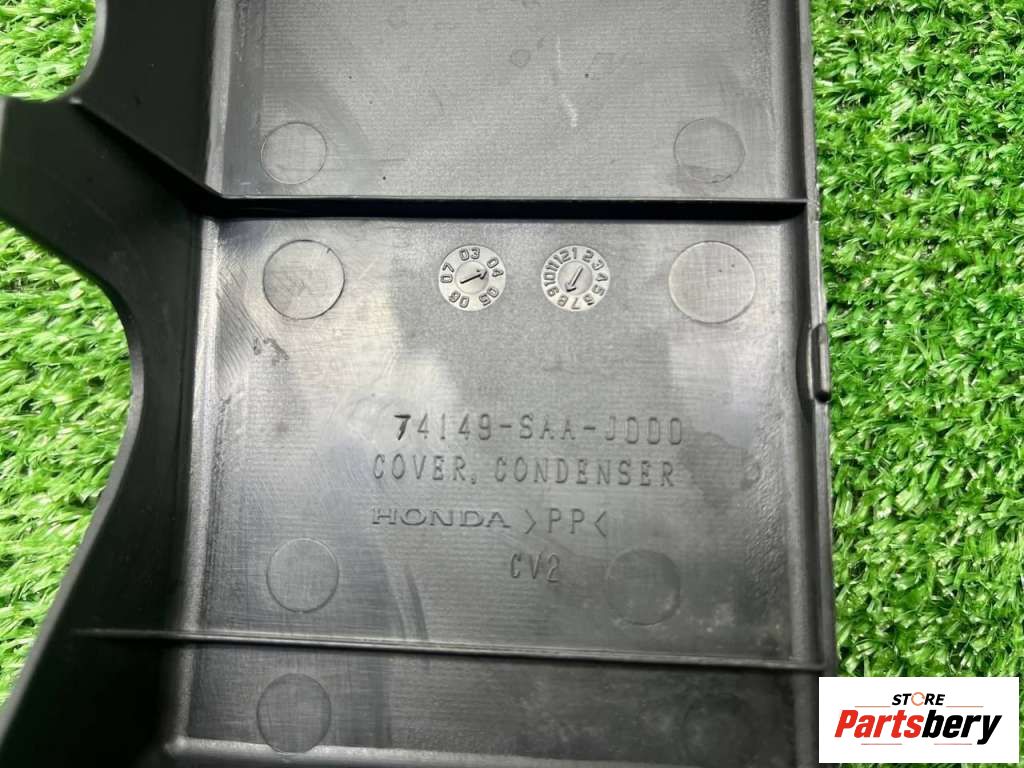 07 03 04 05 06
1 2 3 4 5 6 7 8 9 10 11 12
74149-SAA-J000
COVER, CONDENSER
HONDA >PP<
CV2
STORE
Partsbery